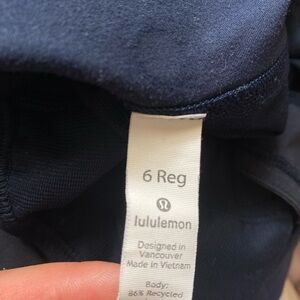 6 Reg
lululemon
Designed in
Vancouver
Made in Vietnam
Body:
86% Recycled